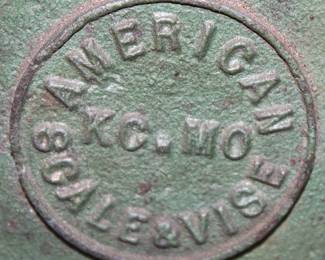 AMERICAN
KC. MO
SCALE & VISE